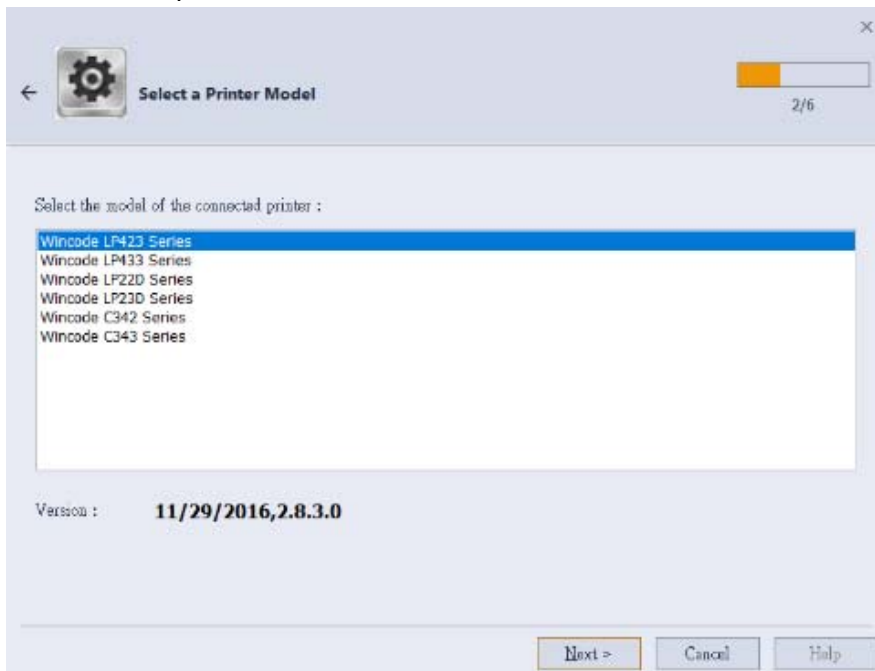 Select a Printer Model
2/6
Select the model of the connected printer :
Wincode LP423 Series
Wincode LP433 Series
Wincode LP22D Series
Wincode LP23D Series
Wincode C342 Series
Wincode C343 Series
Version : 11/29/2016,2.8.3.0
Next > Cancel Help